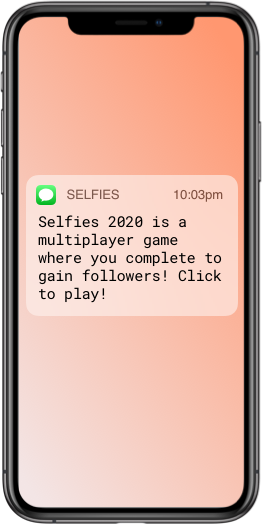 SELFIES 10:03pm
Selfies 2020 is a
multiplayer game
where you complete to
gain followers! Click
to play!